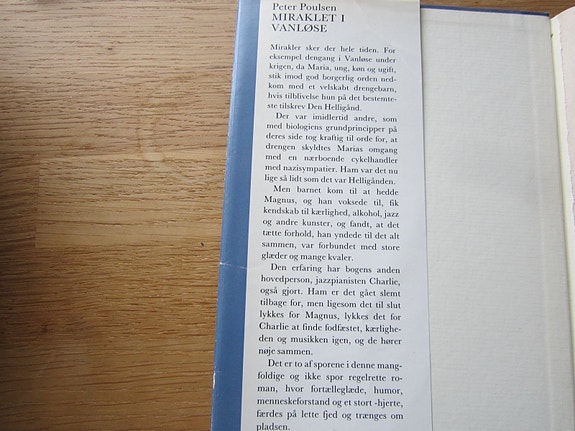 Peter Poulsen
MIRAKLET I
VANLØSE
Mirakler sker der hele tiden. For
eksempel dengang i Vanløse under
krigen, da Maria, ung, køn og ugift,
stik imod god borgerlig orden ned-
kom med et velskabt drengebarn,
hvis tilblivelse hun på det bestemte-
ste tilskrev Den Helligånd.
Der var imidlertid andre, som
med biologiens grundprincipper på
deres side tog kraftig til orde for, at
drengen skyldtes Marias omgang
med en nærboende cykelhandler
med nazisympatier. Ham var det nu
lige så lidt som det var Helligånden.
Men barnet kom til at hedde
Magnus, og han voksede til, fik
kendskab til kærlighed, alkohol, jazz
og andre kunster, og fandt, at det
tætte forhold, han yndede til det alt
sammen, var forbundet med store
glæder og mange kvaler.
Den erfaring har bogens anden
hovedperson, jazzpianisten Charlie,
også gjort. Ham er det gået slemt
tilbage for, men ligesom det til slut
lykkes for Magnus, lykkes det for
Charlie at finde fodfæstet, kærlighe-
den og musikken igen, og de hører
nøje sammen.
Det er to af sporene i denne mang-
foldige og ikke spor regelrette ro-
man, hvor fortælleglæde, humor,
menneskeforstand og et stort -hjerte,
færdes på lette fjed og trænges om
pladsen.